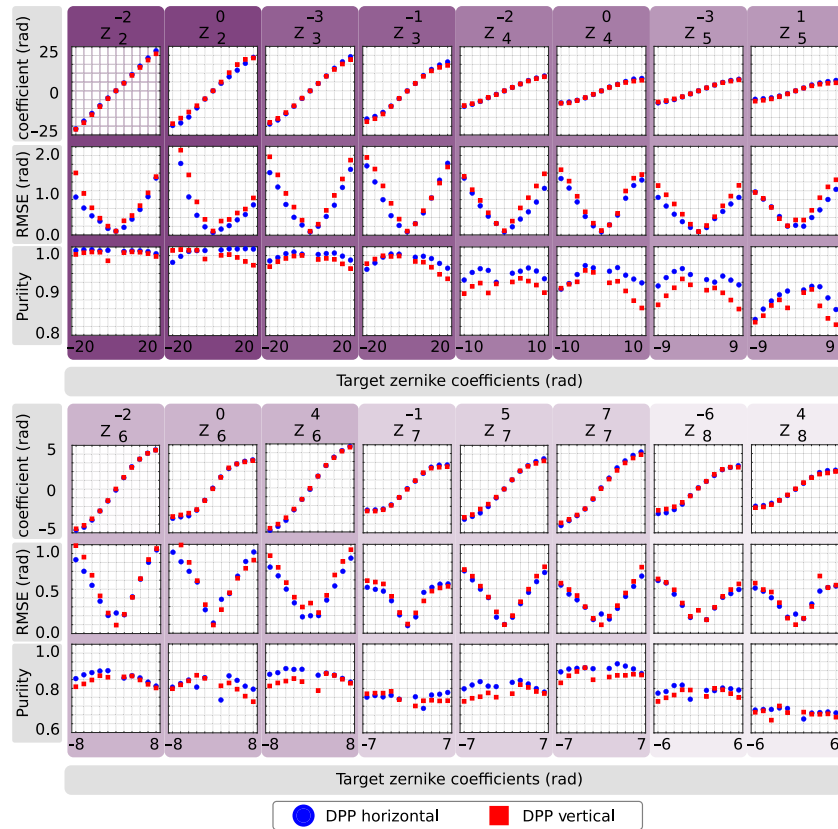 −2 0 −3 −1 −2 0 −3 1
Z 2 Z 2 Z 3 Z 3 Z 4 Z 4 Z 5 Z 5
coefficient (rad)
25
0
−25
RMSE (rad)
2.0
1.0
0.0
Puriity
1.0
0.9
0.8
−20 20 −20 20 −20 20 −20 20 −10 10 −10 10 −9 9 −9 9
Target zernike coefficients (rad)
−2 0 4 −1 5 7 −6 4
Z 6 Z 6 Z 6 Z 7 Z 7 Z 7 Z 8 Z 8
coefficient (rad)
5
0
−5
RMSE (rad)
1.0
0.5
0.0
Puriity
1.0
0.8
0.6
−8 8 −8 8 −8 8 −7 7 −7 7 −7 7 −6 6 −6 6
Target zernike coefficients (rad)
DPP horizontal DPP vertical